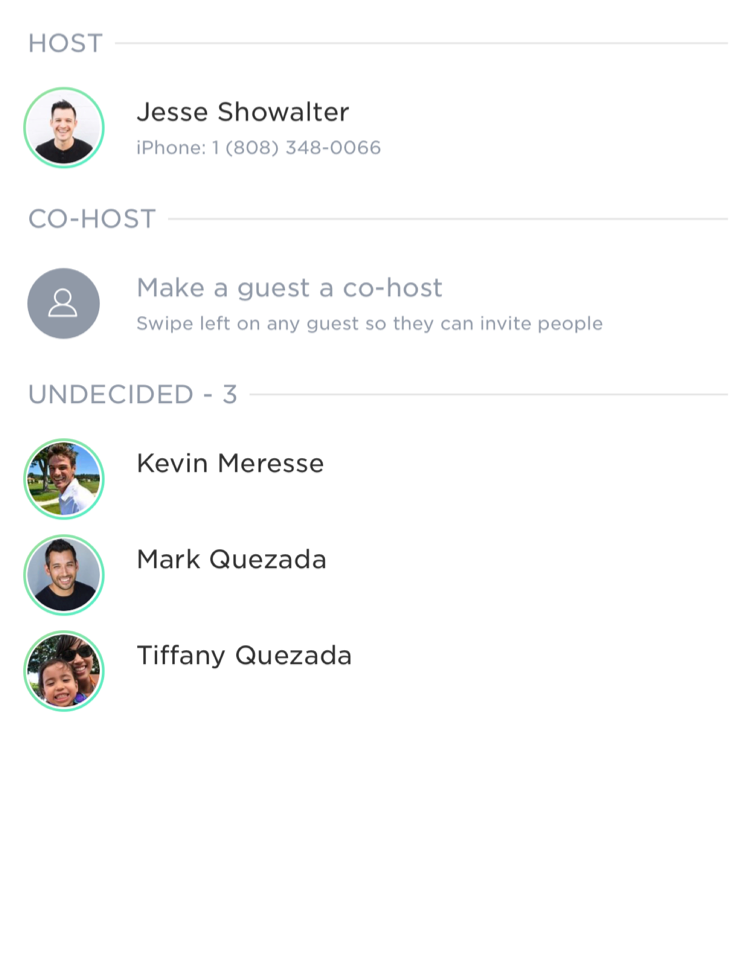 HOST
Jesse Showalter
iPhone: 1 (808) 348-0066
CO-HOST
Make a guest a co-host
Swipe left on any guest so they can invite people
UNDECIDED - 3
Kevin Meresse
Mark Quezada
Tiffany Quezada